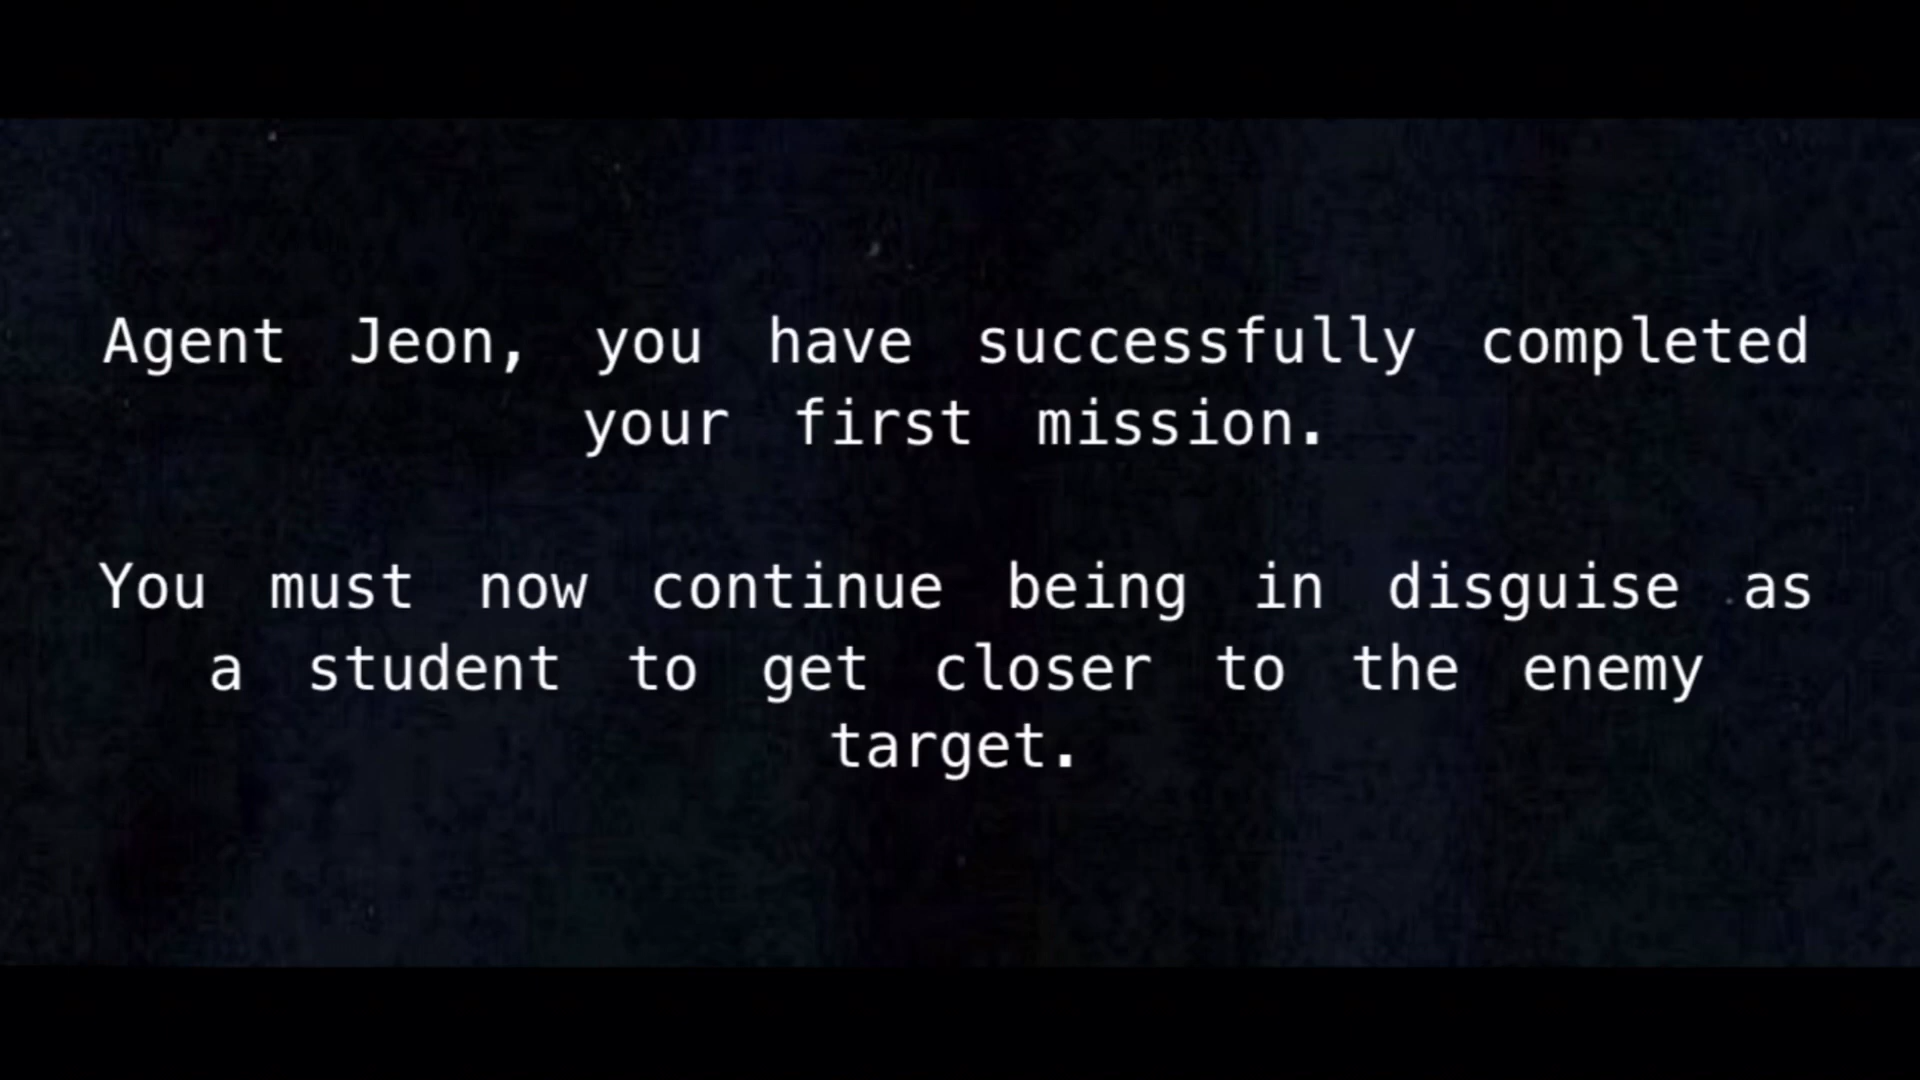 Agent Jeon, you have successfully completed
your first mission.
You must now continue being in disguise as
a student to get closer to the enemy
target.